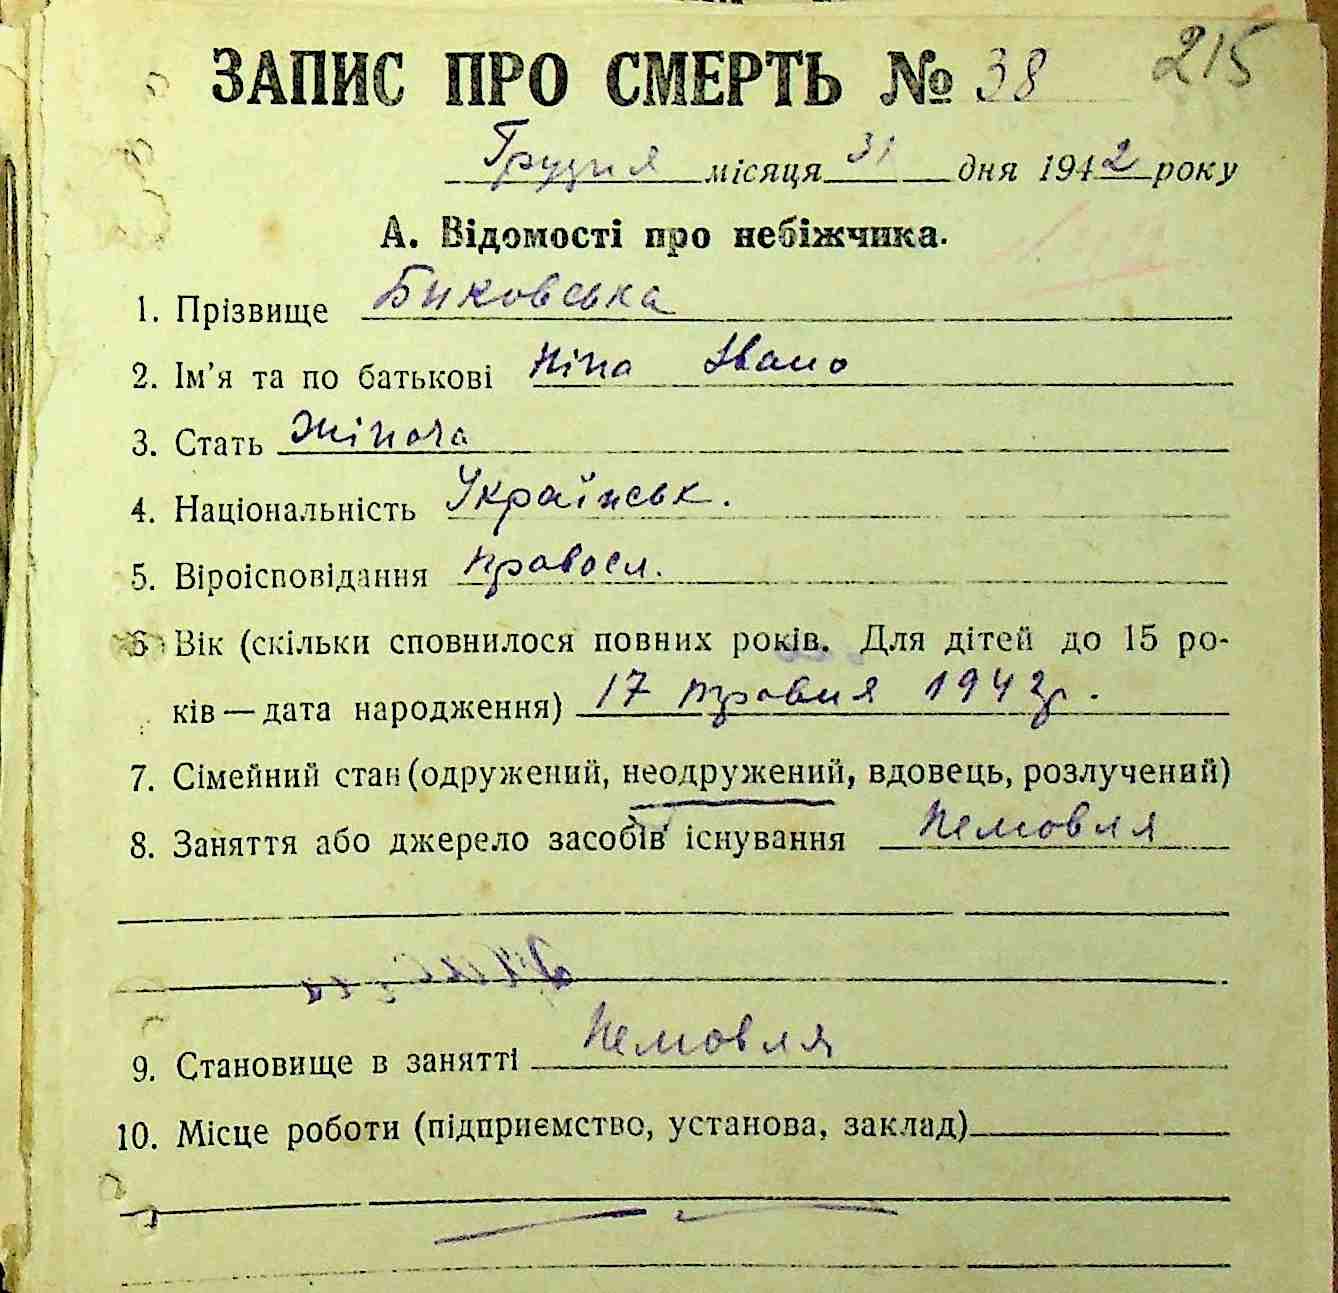 215
ЗАПИС ПРО СМЕРТЬ № 38
Грудня місяця 31 дня 1942 року
А. Відомості про небіжчика.
1. Прізвище Биковська
2. Ім'я та по батькові Ніна Івано
3. Стать Жіноча
4. Національність Українськ.
5. Віроісповідання Правосл.
6. Вік (скільки сповнилося повних років. Для дітей до 15 ро-
ків — дата народження) 17 травня 1942 р.
7. Сімейний стан (одружений, неодружений, вдовець, розлучений)
8. Заняття або джерело засобів існування Немовля
9. Становище в занятті Немовля
10. Місце роботи (підприємство, установа, заклад)